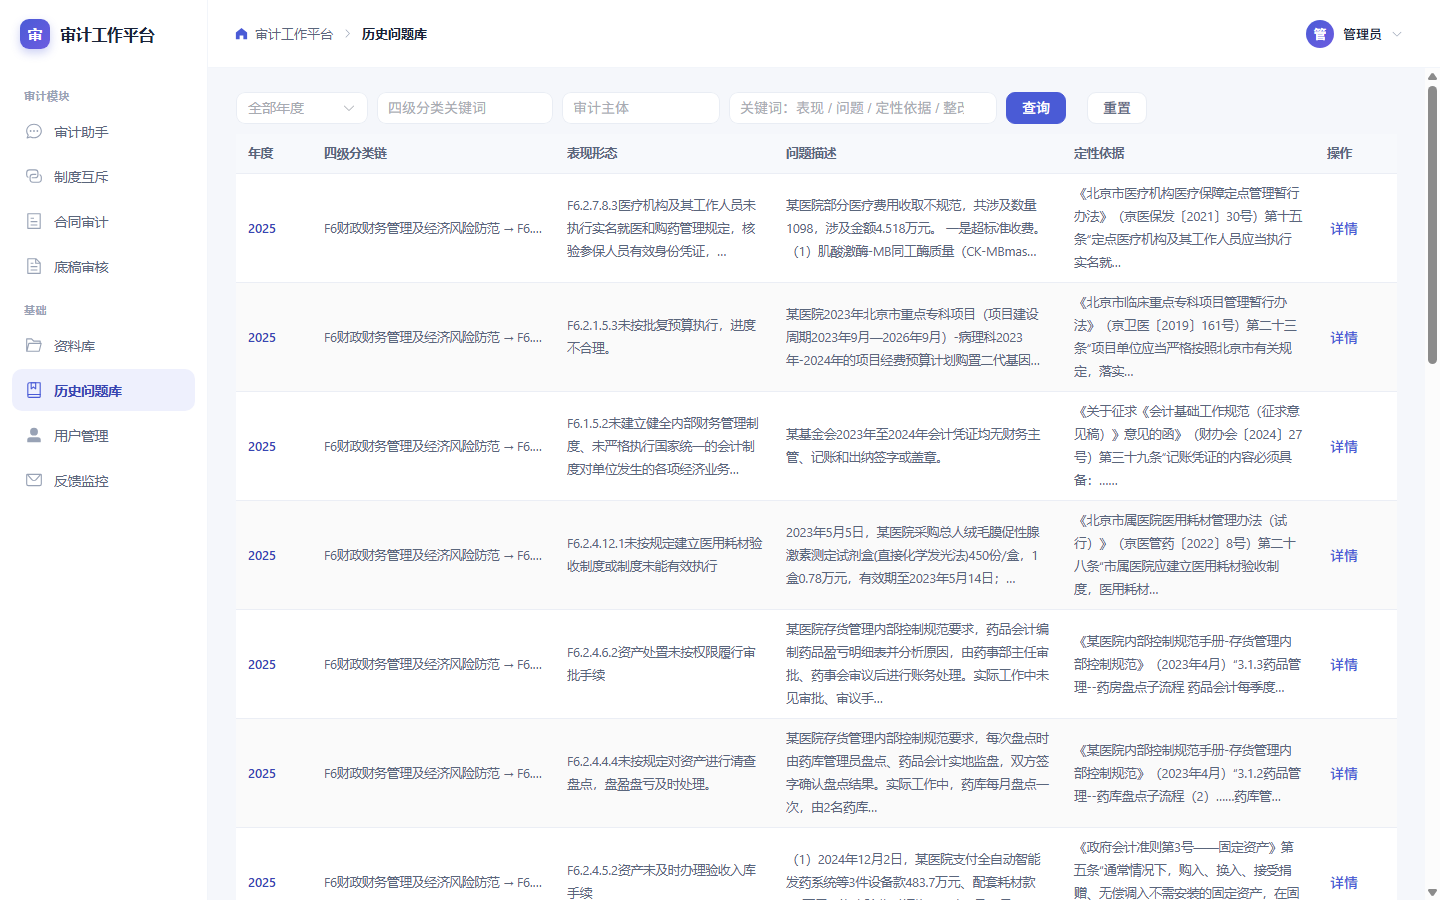 审 审计工作平台
审计工作平台 > 历史问题库
管 管理员
审计模块
审计助手
制度互斥
合同审计
底稿审核
基础
资料库
历史问题库
用户管理
反馈监控
全部年度 四级分类关键词 审计主体 关键词：表现 / 问题 / 定性依据 / 整改 查询 重置
年度 四级分类链 表现形态 问题描述 定性依据 操作
2025
F6财政财务管理及经济风险防范 → F6....
F6.2.7.8.3医疗机构及其工作人员未
执行实名就医和购药管理规定，核
验参保人员有效身份凭证，...
某医院部分医疗费用收取不规范，共涉及数量
1098，涉及金额4.518万元。 一是超标准收费。
（1）肌酸激酶-MB同工酶质量（CK-MBmas...
《北京市医疗机构医疗保障定点管理暂行
办法》（京医保发〔2021〕30号）第十五
条“定点医疗机构及其工作人员应当执行
实名就...
详情
2025
F6财政财务管理及经济风险防范 → F6....
F6.2.1.5.3未按批复预算执行，进度
不合理。
某医院2023年北京市重点专科项目（项目建设
周期2023年9月—2026年9月）-病理科2023
年-2024年的项目经费预算计划购置二代基因...
《北京市临床重点专科项目管理暂行办
法》（京卫医〔2019〕161号）第二十三
条“项目单位应当严格按照北京市有关规
定，落实...
详情
2025
F6财政财务管理及经济风险防范 → F6....
F6.1.5.2未建立健全内部财务管理制
度、未严格执行国家统一的会计制
度对单位发生的各项经济业务...
某基金会2023年至2024年会计凭证均无财务主
管、记账和出纳签字或盖章。
《关于征求《会计基础工作规范（征求意
见稿）》意见的函》（财办会〔2024〕27
号）第三十九条“记账凭证的内容必须具
备：......
详情
2025
F6财政财务管理及经济风险防范 → F6....
F6.2.4.12.1未按规定建立医用耗材验
收制度或制度未能有效执行
2023年5月5日，某医院采购总人绒毛膜促性腺
激素测定试剂盒(直接化学发光法)450份/盒，1
盒0.78万元，有效期至2023年5月14日；...
《北京市属医院医用耗材管理办法（试
行）》（京医管药〔2022〕8号）第二十
八条“市属医院应建立医用耗材验收制
度，医用耗材...
详情
2025
F6财政财务管理及经济风险防范 → F6....
F6.2.4.6.2资产处置未按权限履行审
批手续
某医院存货管理内部控制规范要求，药品会计编
制药品盈亏明细表并分析原因，由药事部主任审
批、药事会审议后进行账务处理。实际工作中未
见审批、审议手...
《某医院内部控制规范手册-存货管理内
部控制规范》（2023年4月）“3.1.3药品管
理--药房盘点子流程 药品会计每季度...
详情
2025
F6财政财务管理及经济风险防范 → F6....
F6.2.4.4.4未按规定对资产进行清查
盘点，盘盈盘亏及时处理。
某医院存货管理内部控制规范要求，每次盘点时
由药库管理员盘点、药品会计实地监盘，双方签
字确认盘点结果。实际工作中，药库每月盘点一
次，由2名药库...
《某医院内部控制规范手册-存货管理内
部控制规范》（2023年4月）“3.1.2药品管
理--药库盘点子流程（2）......药库管...
详情
2025
F6财政财务管理及经济风险防范 → F6....
F6.2.4.5.2资产未及时办理验收入库
手续
（1）2024年12月2日，某医院支付全自动智能
发药系统等3件设备款483.7万元、配套耗材款
《政府会计准则第3号——固定资产》第
五条“通常情况下，购入、换入、接受捐
赠、无偿调入不需安装的固定资产，在固
详情